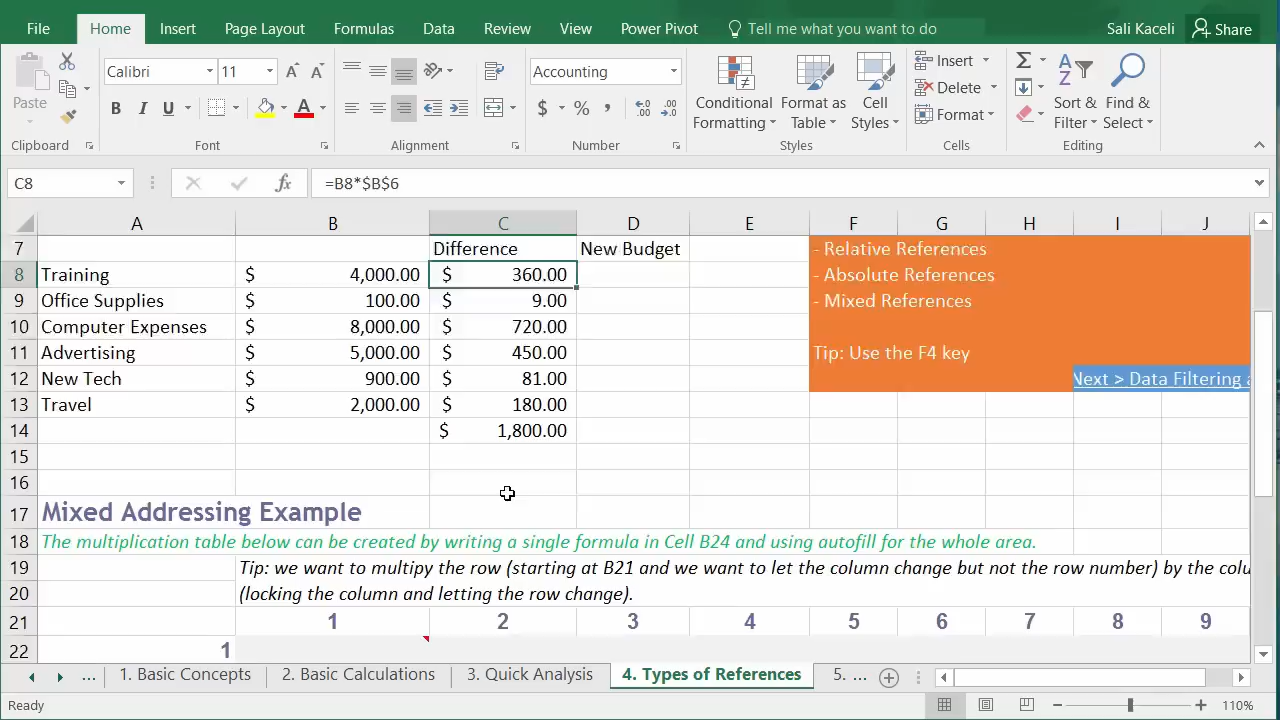 File Home Insert Page Layout Formulas Data Review View Power Pivot Tell me what you want to do Sali Kaceli Share
Paste Calibri 11 Accounting Conditional Formatting Format as Table Cell Styles Insert Delete Format Sort & Filter Find & Select
Clipboard Font Alignment Number Styles Cells Editing
C8 fx =B8*$B$6
A B C D E F G H I J
7 Difference New Budget - Relative References
8 Training $ 4,000.00 $ 360.00 - Absolute References
9 Office Supplies $ 100.00 $ 9.00 - Mixed References
10 Computer Expenses $ 8,000.00 $ 720.00
11 Advertising $ 5,000.00 $ 450.00 Tip: Use the F4 key
12 New Tech $ 900.00 $ 81.00 Next > Data Filtering
13 Travel $ 2,000.00 $ 180.00
14 $ 1,800.00
15
16
17 Mixed Addressing Example
18 The multiplication table below can be created by writing a single formula in Cell B24 and using autofill for the whole area.
19 Tip: we want to multipy the row (starting at B21 and we want to let the column change but not the row number) by the colu
20 (locking the column and letting the row change).
21 1 2 3 4 5 6 7 8 9
22 1
... 1. Basic Concepts 2. Basic Calculations 3. Quick Analysis 4. Types of References 5. ...
Ready 110%